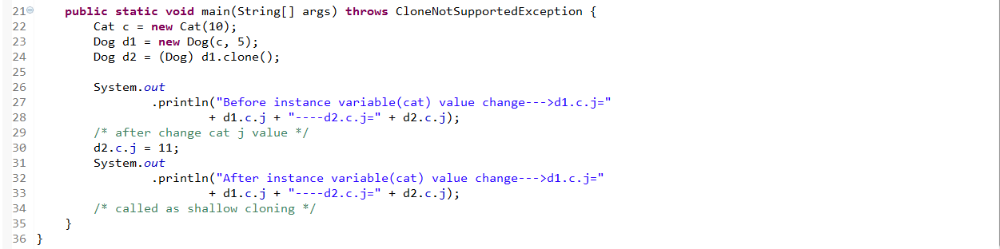 21 public static void main(String[] args) throws CloneNotSupportedException {
22 Cat c = new Cat(10);
23 Dog d1 = new Dog(c, 5);
24 Dog d2 = (Dog) d1.clone();
25
26 System.out
27 .println("Before instance variable(cat) value change--->d1.c.j="
28 + d1.c.j + "----d2.c.j=" + d2.c.j);
29 /* after change cat j value */
30 d2.c.j = 11;
31 System.out
32 .println("After instance variable(cat) value change--->d1.c.j="
33 + d1.c.j + "----d2.c.j=" + d2.c.j);
34 /* called as shallow cloning */
35 }
36 }